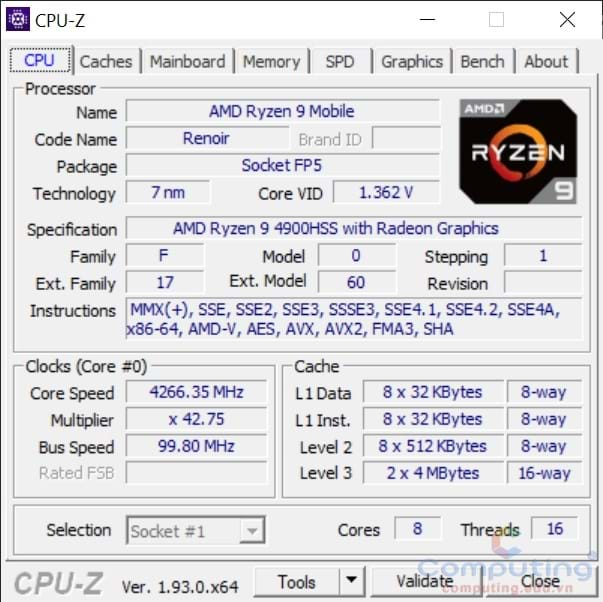 CPU-Z
CPU Caches Mainboard Memory SPD Graphics Bench About
Processor
Name AMD Ryzen 9 Mobile
Code Name Renoir Brand ID
Package Socket FP5
Technology 7 nm Core VID 1.362 V
AMD RYZEN 9
Specification AMD Ryzen 9 4900HSS with Radeon Graphics
Family F Model 0 Stepping 1
Ext. Family 17 Ext. Model 60 Revision
Instructions MMX(+), SSE, SSE2, SSE3, SSSE3, SSE4.1, SSE4.2, SSE4A,
x86-64, AMD-V, AES, AVX, AVX2, FMA3, SHA
Clocks (Core #0)
Core Speed 4266.35 MHz
Multiplier x 42.75
Bus Speed 99.80 MHz
Rated FSB
Cache
L1 Data 8 x 32 KBytes 8-way
L1 Inst. 8 x 32 KBytes 8-way
Level 2 8 x 512 KBytes 8-way
Level 3 2 x 4 MBytes 16-way
Selection Socket #1 Cores 8 Threads 16
CPU-Z Ver. 1.93.0.x64 Tools Validate Close
Computing
computing.edu.vn